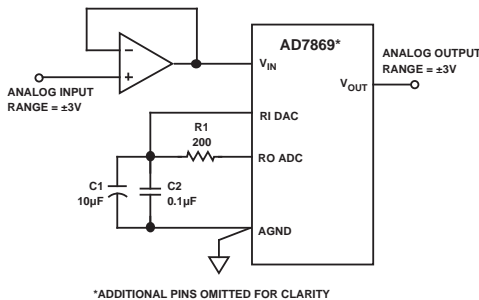 AD7869*
ANALOG INPUT
RANGE = ±3V
–
+
VIN
ANALOG OUTPUT
RANGE = ±3V
VOUT
RI DAC
R1
200
RO ADC
C1
10µF
C2
0.1µF
AGND
*ADDITIONAL PINS OMITTED FOR CLARITY